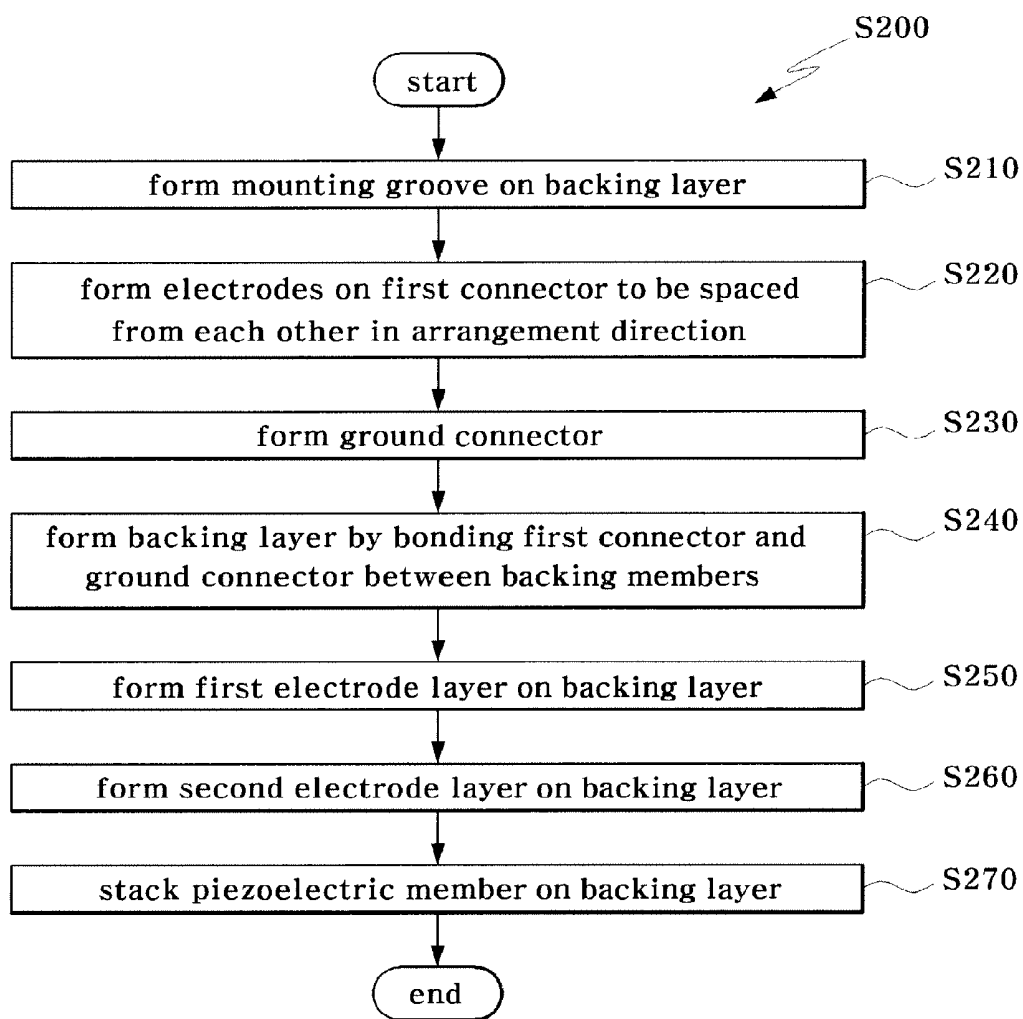 S200
start
form mounting groove on backing layer
S210
form electrodes on first connector to be spaced
from each other in arrangement direction
S220
form ground connector
S230
form backing layer by bonding first connector and
ground connector between backing members
S240
form first electrode layer on backing layer
S250
form second electrode layer on backing layer
S260
stack piezoelectric member on backing layer
S270
end